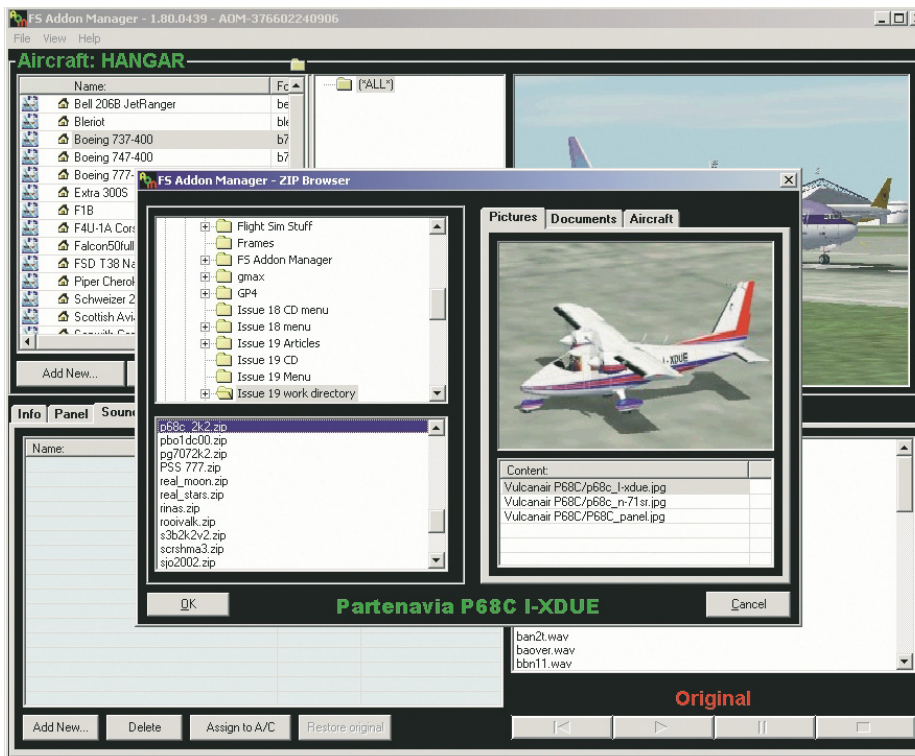 FS Addon Manager - 1.80.0439 - AOM-376602240906
File View Help
Aircraft: HANGAR
Name:
Bell 206B JetRanger be
Bleriot ble
Boeing 737-400 b7
Boeing 747-400 b7
Boeing 777-
Extra 300S
F1B
F4U-1A Cors
Falcon50full
FSD T38 Na
Piper Cherok
Schweizer 2
Scottish Avi
(*ALL*)
Add New...
FS Addon Manager - ZIP Browser
Flight Sim Stuff
Frames
FS Addon Manager
gmax
GP4
Issue 18 CD menu
Issue 18 menu
Issue 19 Articles
Issue 19 CD
Issue 19 Menu
Issue 19 work directory
p68c_2k2.zip
pbo1dc00.zip
pg7072k2.zip
PSS 777.zip
real_moon.zip
real_stars.zip
rinas.zip
rooivalk.zip
s3b2k2v2.zip
scrshma3.zip
sjo2002.zip
Pictures Documents Aircraft
I-XDUE
Content:
Vulcanair P68C/p68c_I-xdue.jpg
Vulcanair P68C/p68c_n-71sr.jpg
Vulcanair P68C/P68C_panel.jpg
OK
Partenavia P68C I-XDUE
Cancel
Info Panel Soun
Name:
ban2t.wav
baover.wav
bbn11.wav
Original
Add New... Delete Assign to A/C Restore original